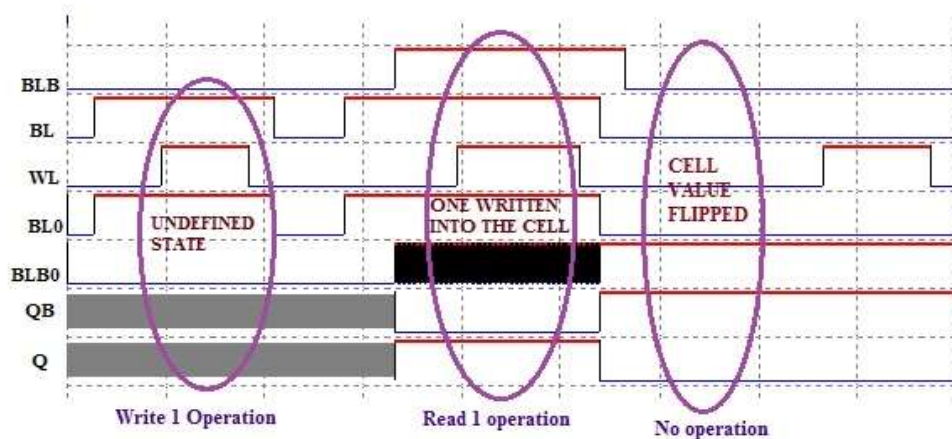 BLB
BL
WL
BL0
BLB0
QB
Q
UNDEFINED
STATE
ONE WRITTEN
INTO THE CELL
CELL
VALUE
FLIPPED
Write 1 Operation
Read 1 operation
No operation